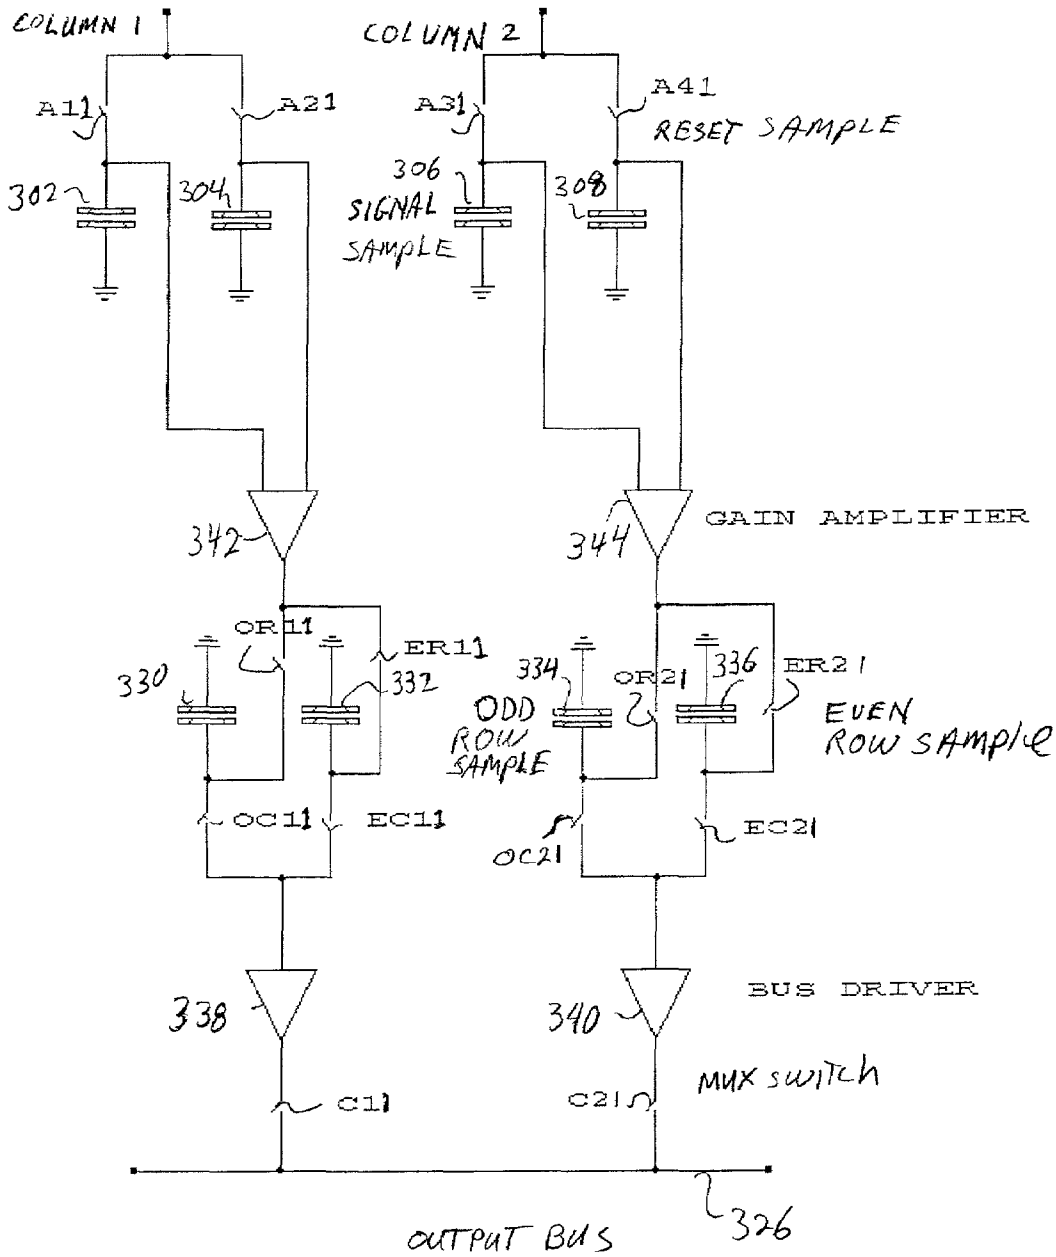 COLUMN 1
COLUMN 2
A11
A21
A31
A41
RESET SAMPLE
302
304
306
SIGNAL
SAMPLE
308
342
344
GAIN AMPLIFIER
OR11
ER11
330
332
334
OR21
336
ER21
ODD
ROW
SAMPLE
EVEN
ROW SAMPLE
OC11
EC11
OC21
EC21
338
340
BUS DRIVER
MUX SWITCH
C11
C21
326
OUTPUT BUS